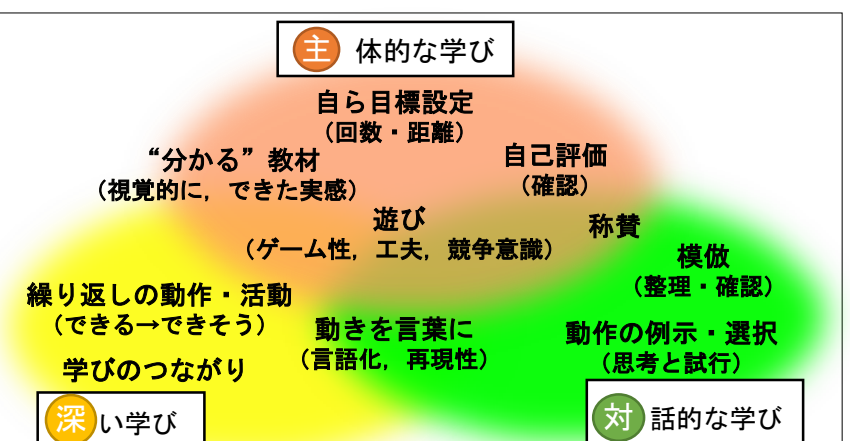 主体的な学び
自ら目標設定
（回数・距離）
“分かる”教材
（視覚的に，できた実感）
自己評価
（確認）
遊び
（ゲーム性，工夫，競争意識）
称賛
模倣
（整理・確認）
繰り返しの動作・活動
（できる→できそう）
動きを言葉に
（言語化，再現性）
動作の例示・選択
（思考と試行）
学びのつながり
深い学び
対話的な学び